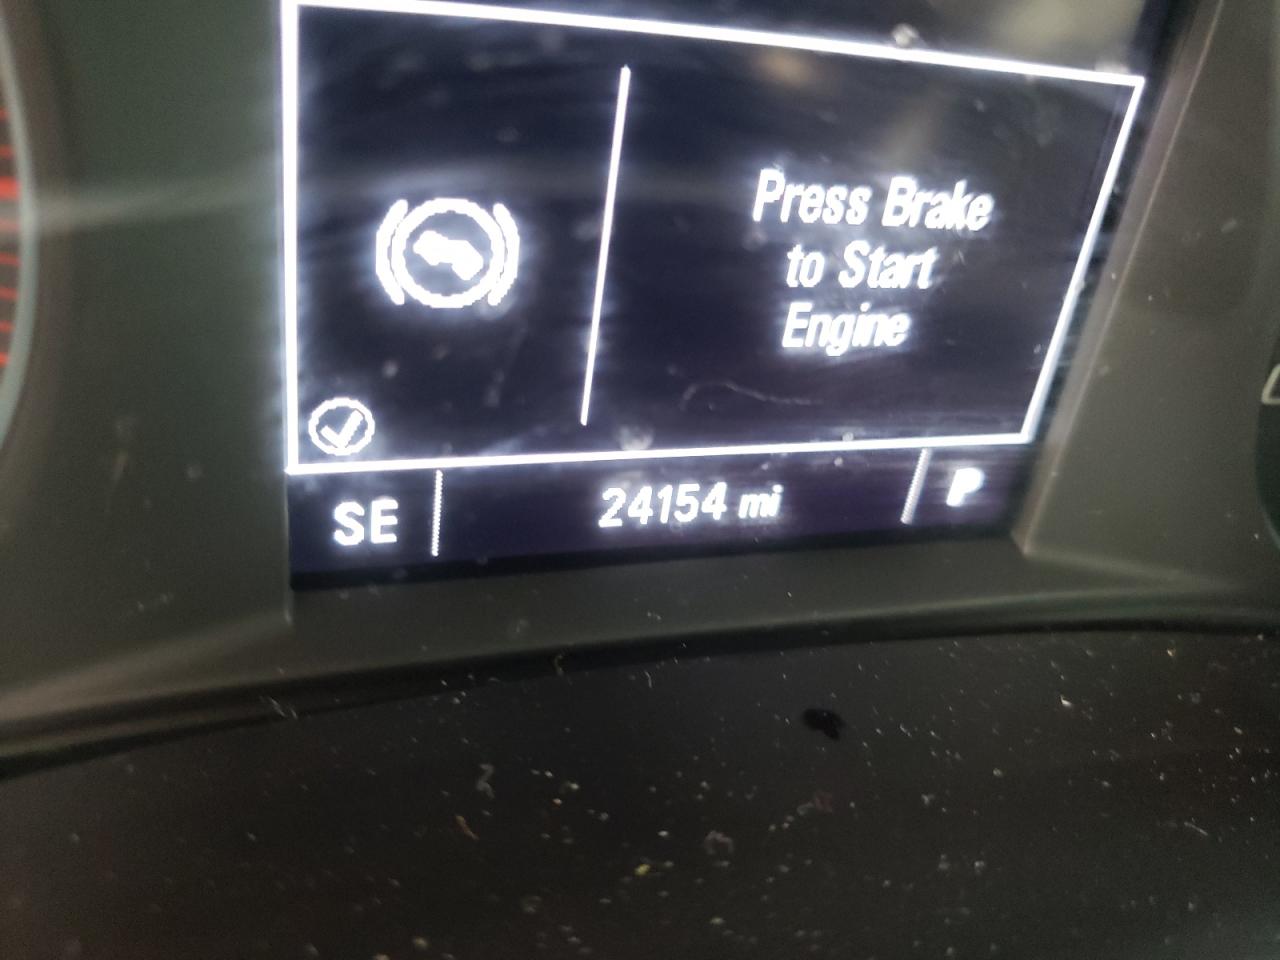 Press Brake
to Start
Engine
SE
24154 mi
P